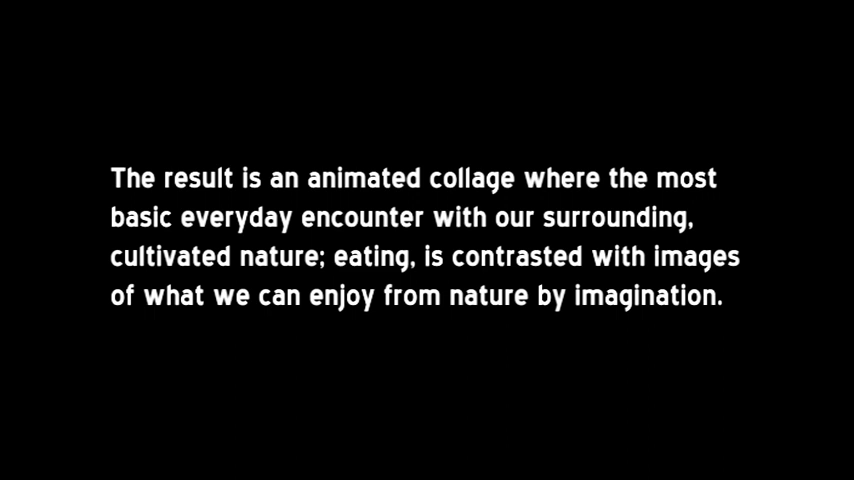 The result is an animated collage where the most
basic everyday encounter with our surrounding,
cultivated nature; eating, is contrasted with images
of what we can enjoy from nature by imagination.